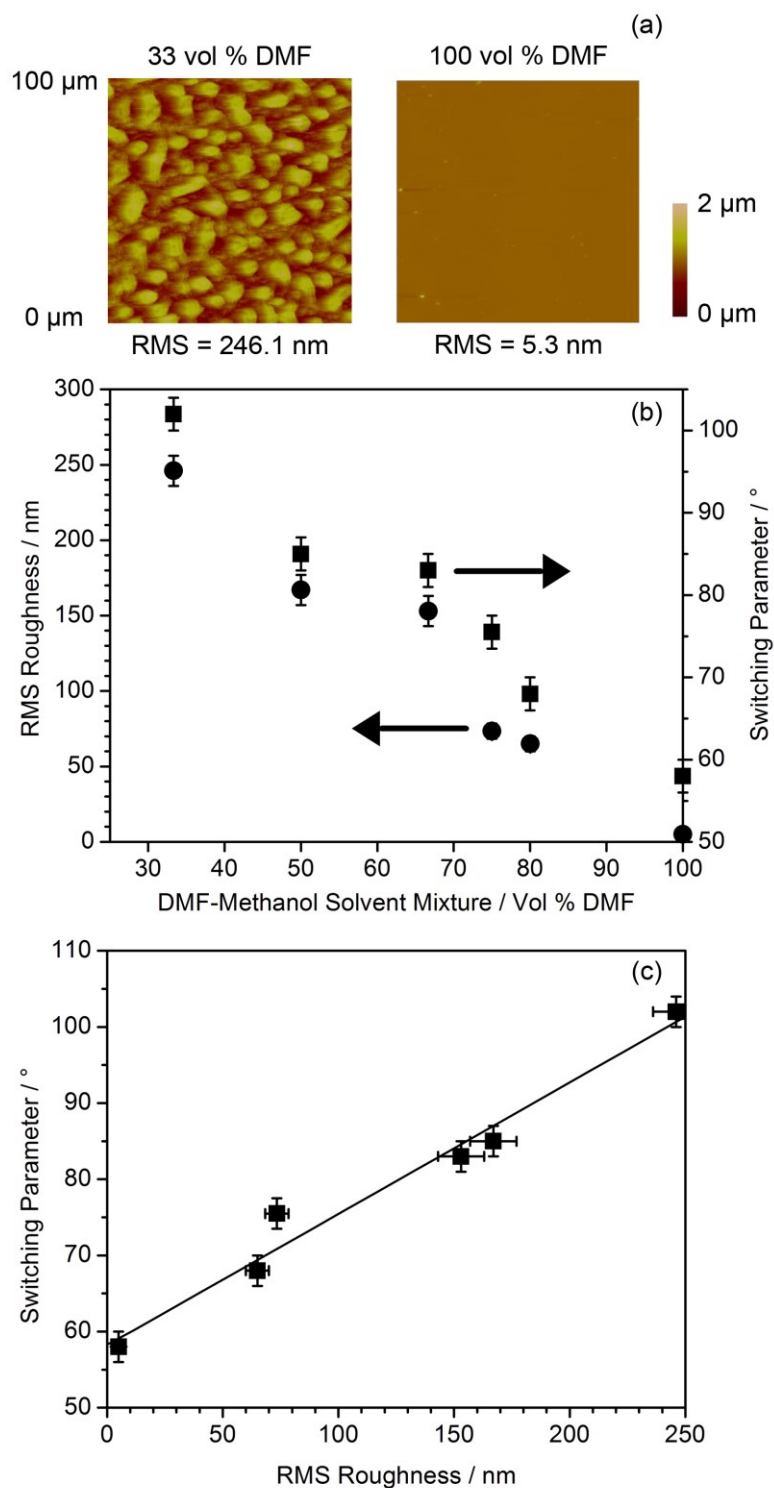 (a)
33 vol % DMF 100 vol % DMF
100 µm
0 µm
2 µm
0 µm
RMS = 246.1 nm RMS = 5.3 nm
(b)
RMS Roughness / nm
300
250
200
150
100
50
0
Switching Parameter / °
100
90
80
70
60
50
30 40 50 60 70 80 90 100
DMF-Methanol Solvent Mixture / Vol % DMF
(c)
Switching Parameter / °
110
100
90
80
70
60
50
0 50 100 150 200 250
RMS Roughness / nm